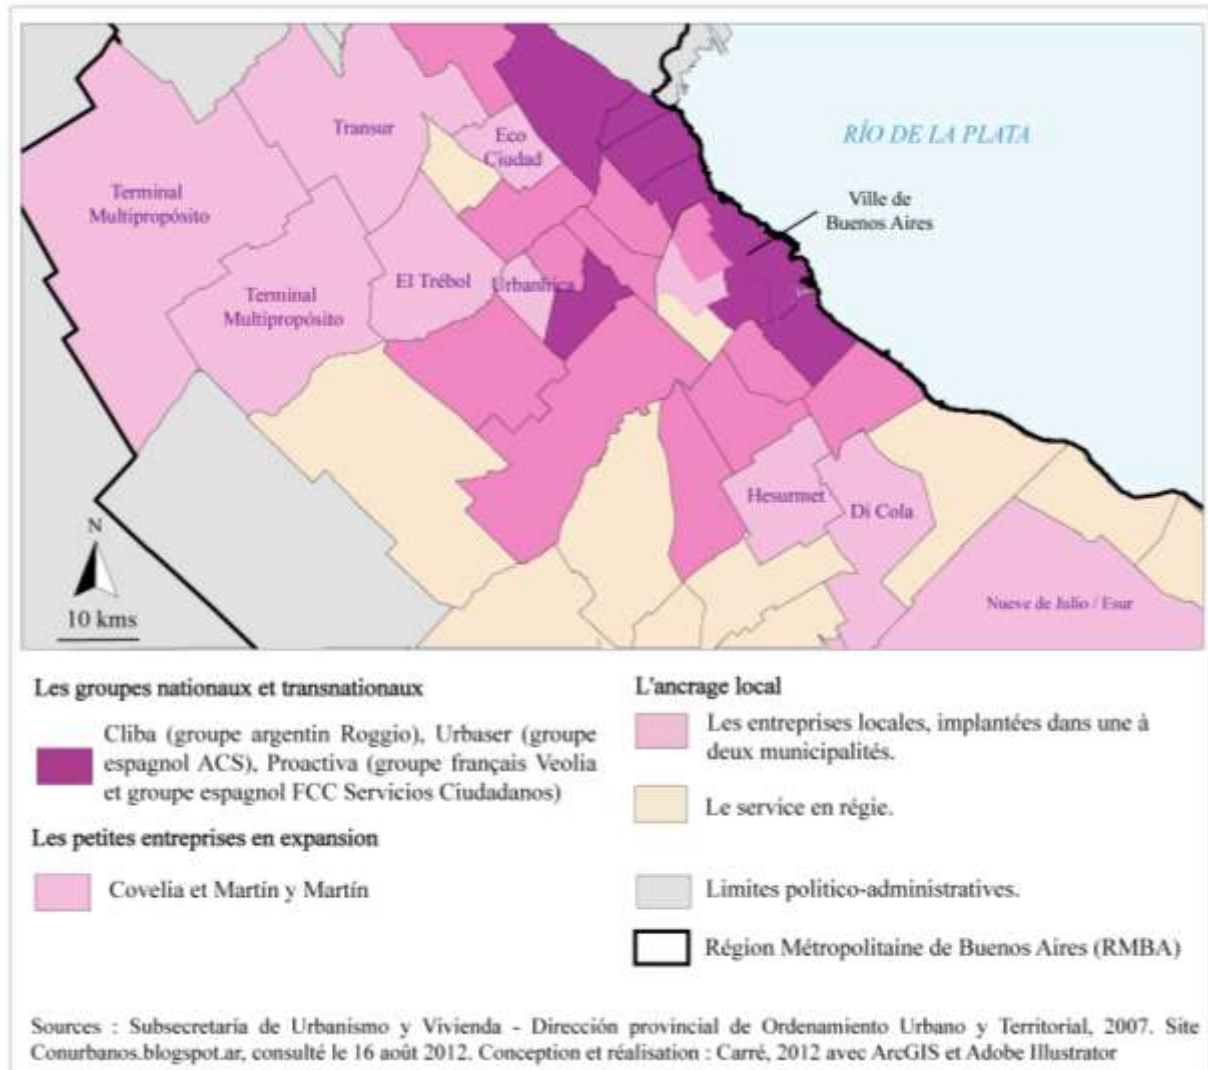 Transur
Eco
Ciudad
RÍO DE LA PLATA
Terminal
Multipropósito
Ville de
Buenos Aires
El Trébol
Urbanfrica
Terminal
Multipropósito
Hesurmet
Di Cola
Nueve de Julio / Esur
N
10 kms
Les groupes nationaux et transnationaux
Cliba (groupe argentin Roggio), Urbaser (groupe
espagnol ACS), Proactiva (groupe français Veolia
et groupe espagnol FCC Servicios Ciudadanos)
Les petites entreprises en expansion
Covelia et Martín y Martín
L'ancrage local
Les entreprises locales, implantées dans une à
deux municipalités.
Le service en régie.
Limites politico-administratives.
Région Métropolitaine de Buenos Aires (RMBA)
Sources : Subsecretaría de Urbanismo y Vivienda - Dirección provincial de Ordenamiento Urbano y Territorial, 2007. Site
Conurbanos.blogspot.ar, consulté le 16 août 2012. Conception et réalisation : Carré, 2012 avec ArcGIS et Adobe Illustrator